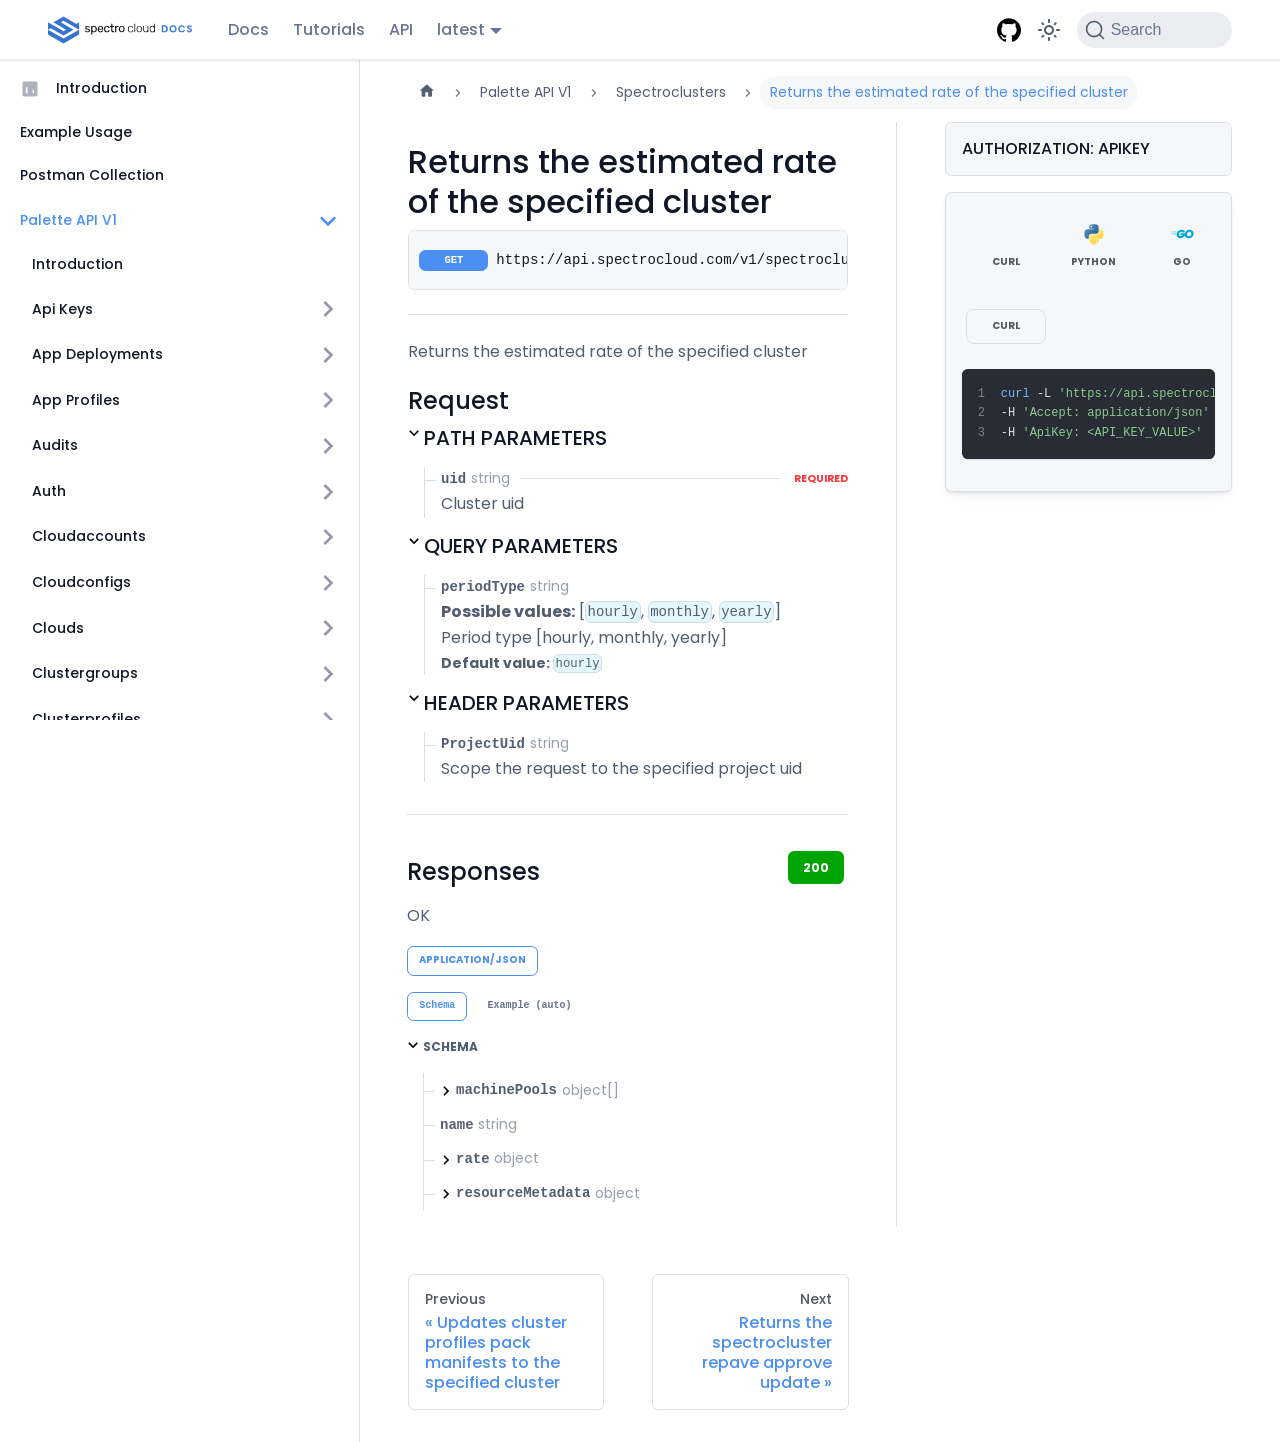 spectro cloud DOCS
Docs
Tutorials
API
latest
Search
Introduction
Example Usage
Postman Collection
Palette API V1
Introduction
Api Keys
App Deployments
App Profiles
Audits
Auth
Cloudaccounts
Cloudconfigs
Clouds
Clustergroups
Clusterprofiles
Palette API V1
Spectroclusters
Returns the estimated rate of the specified cluster
Returns the estimated rate
of the specified cluster
GET https://api.spectrocloud.com/v1/spectroclu
Returns the estimated rate of the specified cluster
Request
PATH PARAMETERS
uid string REQUIRED
Cluster uid
QUERY PARAMETERS
periodType string
Possible values: [hourly, monthly, yearly]
Period type [hourly, monthly, yearly]
Default value: hourly
HEADER PARAMETERS
ProjectUid string
Scope the request to the specified project uid
Responses
200
OK
APPLICATION/JSON
Schema
Example (auto)
SCHEMA
machinePools object[]
name string
rate object
resourceMetadata object
Previous
« Updates cluster
profiles pack
manifests to the
specified cluster
Next
Returns the
spectrocluster
repave approve
update »
AUTHORIZATION: APIKEY
CURL
PYTHON
GO
GO
CURL
1 curl -L 'https://api.spectrocl
2 -H 'Accept: application/json'
3 -H 'ApiKey: <API_KEY_VALUE>'